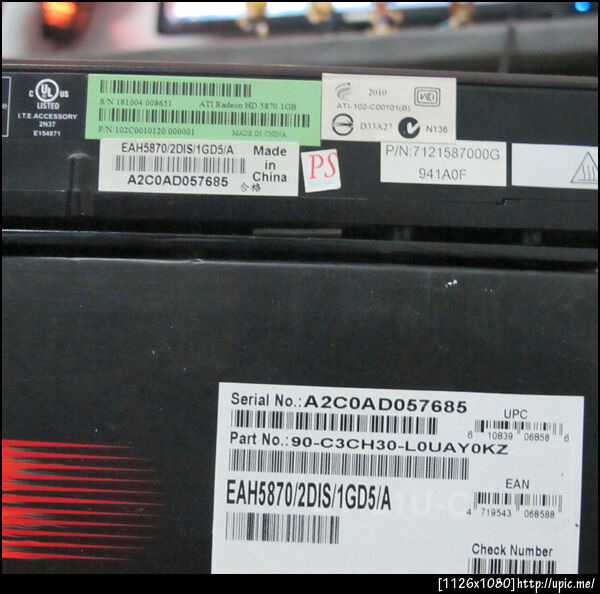 e
c UL US
LISTED
I.T.E.ACCESSORY
2N37
E154871
S/N 181004 008651 ATI Radeon HD 5870 1GB
P/N 102C0010120 000001 MADE IN CHINA
2010
VCI
ATI-102-C00101(B)
D33A27 N136
EAH5870/2DIS/1GD5/A
Made in China
A2C0AD057685 合格
PS
P/N:7121587000G
941A0F
Serial No.:A2C0AD057685
UPC
6 10839 06858 6
Part No.:90-C3CH30-L0UAY0KZ
EAH5870/2DIS/1GD5/A
EAN
4 719543 068588
Check Number
[1126x1080]http://upic.me/